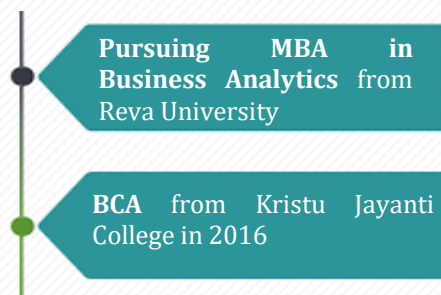 Pursuing MBA in
Business Analytics from
Reva University
BCA from Kristu Jayanti
College in 2016